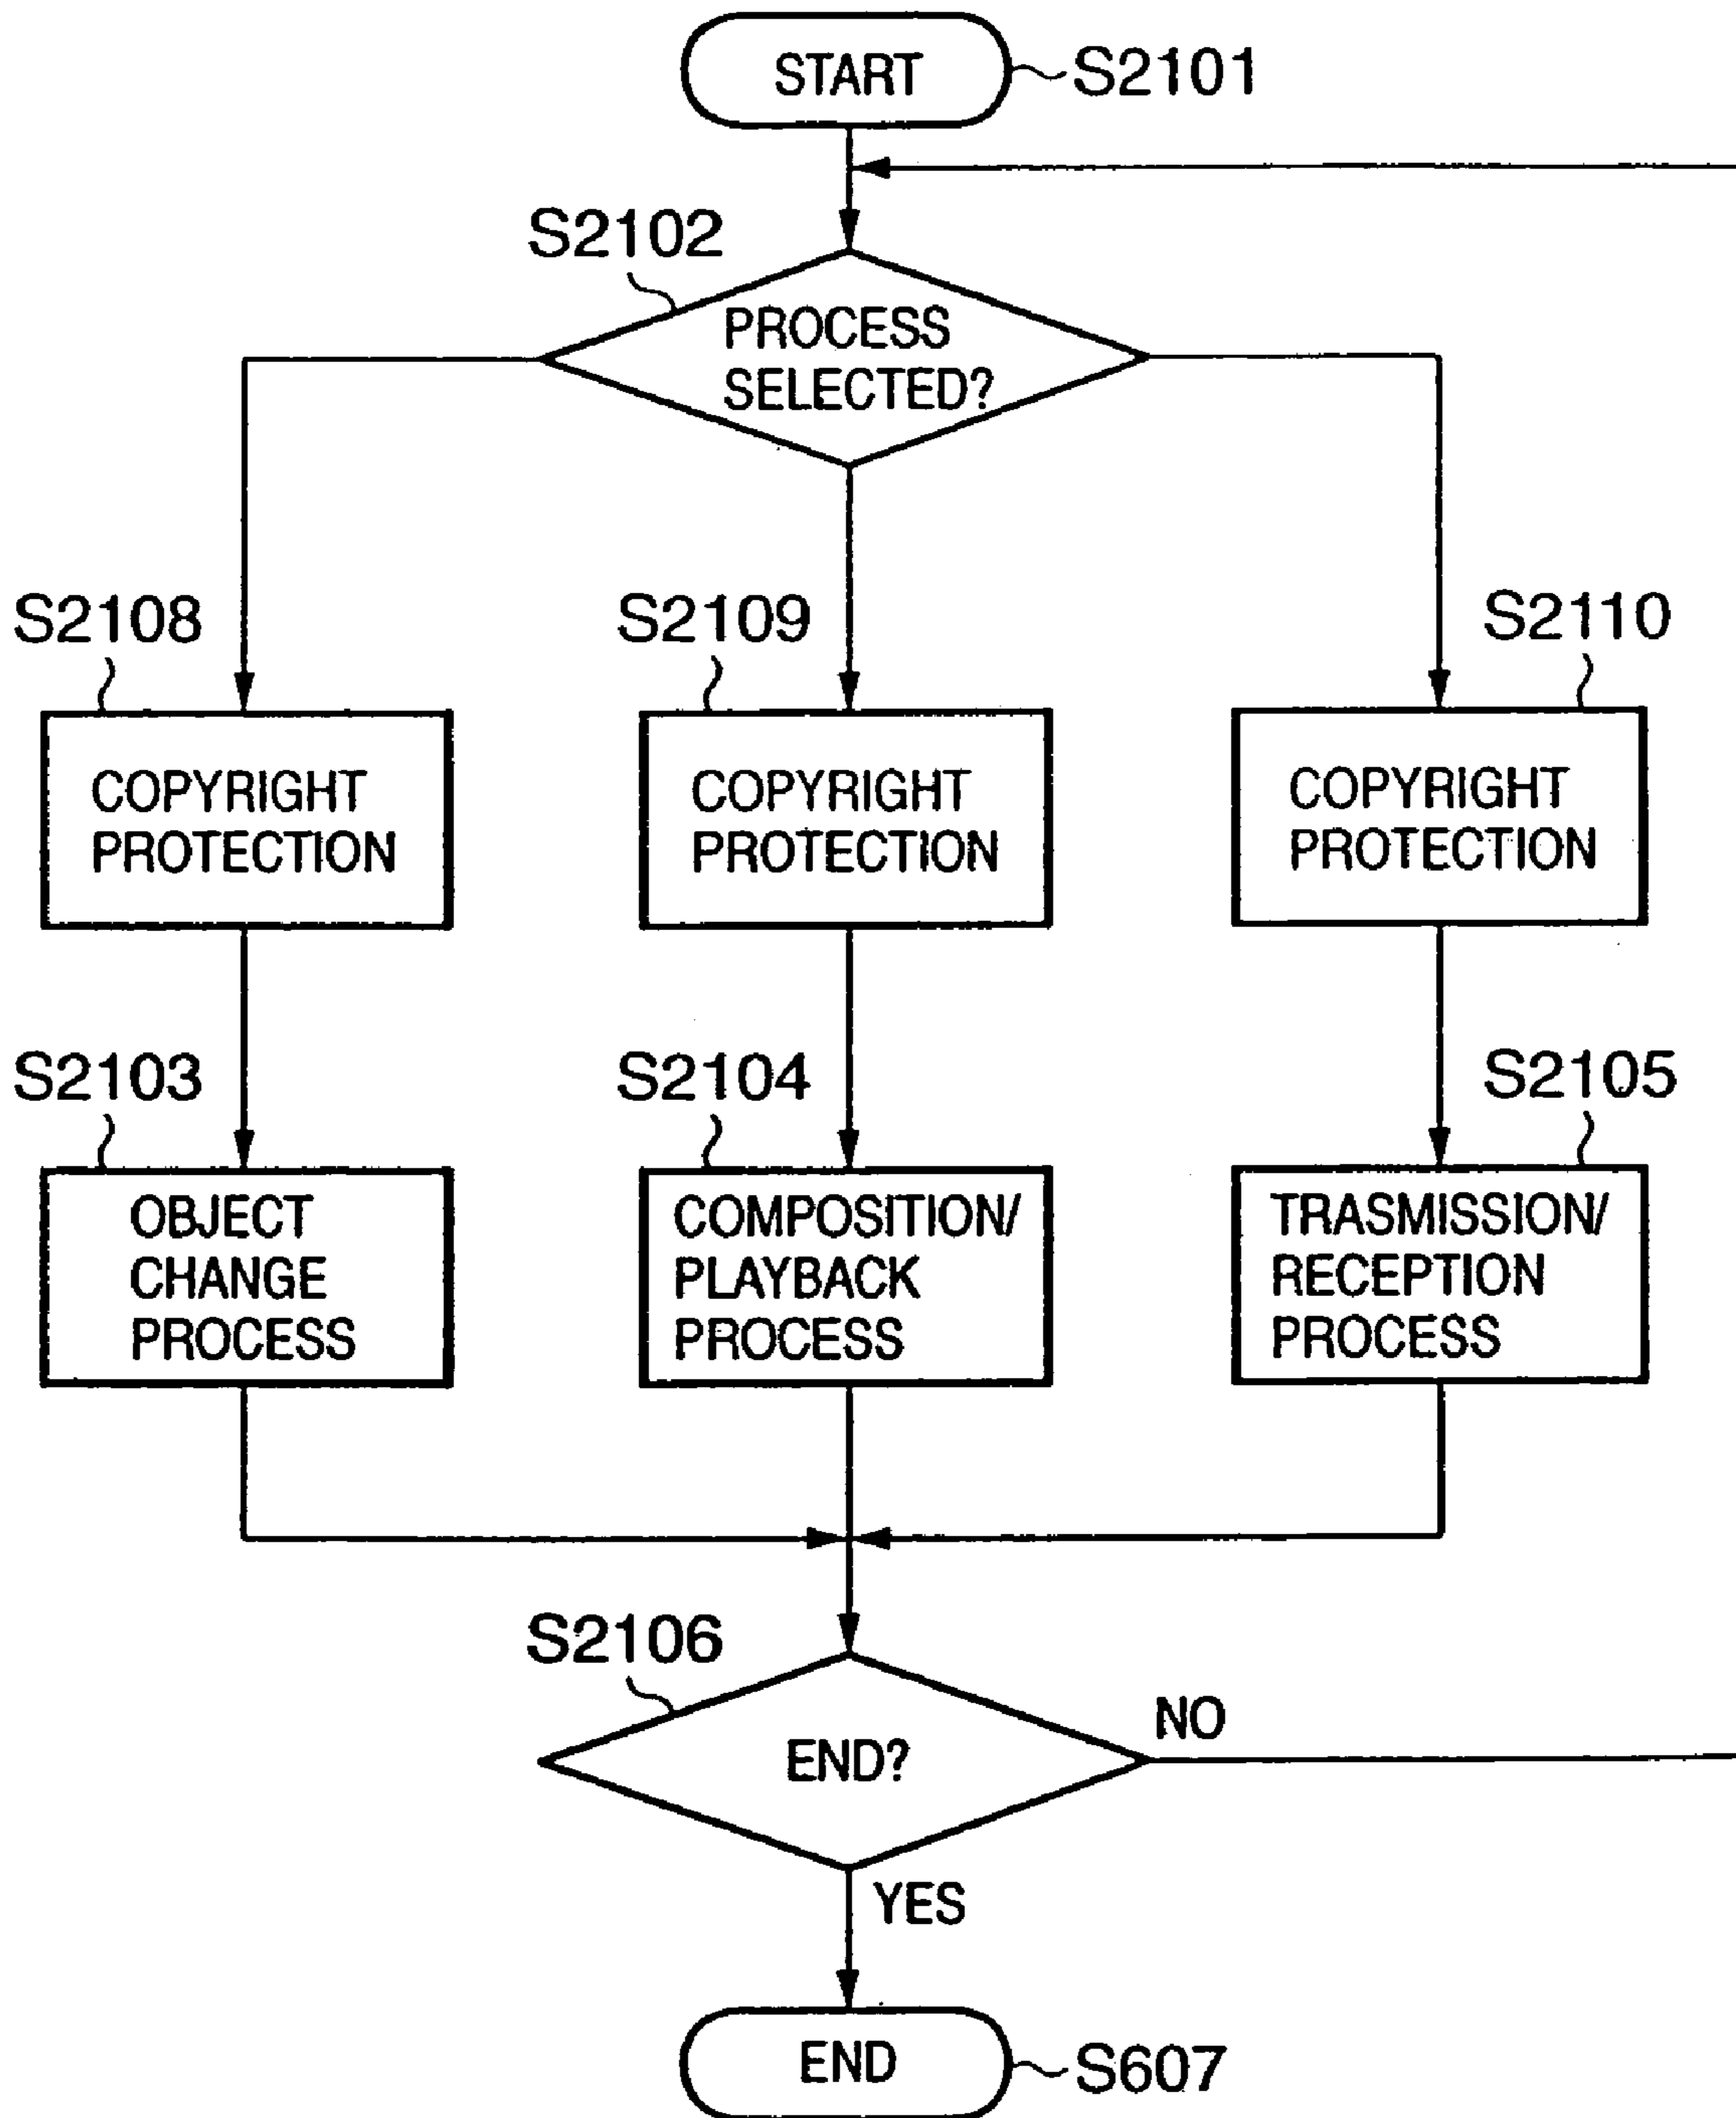 START
S2101
S2102
PROCESS
SELECTED?
S2108
S2109
S2110
COPYRIGHT
PROTECTION
COPYRIGHT
PROTECTION
COPYRIGHT
PROTECTION
S2103
S2104
S2105
OBJECT
CHANGE
PROCESS
COMPOSITION/
PLAYBACK
PROCESS
TRASMISSION/
RECEPTION
PROCESS
S2106
END?
NO
YES
END
S607